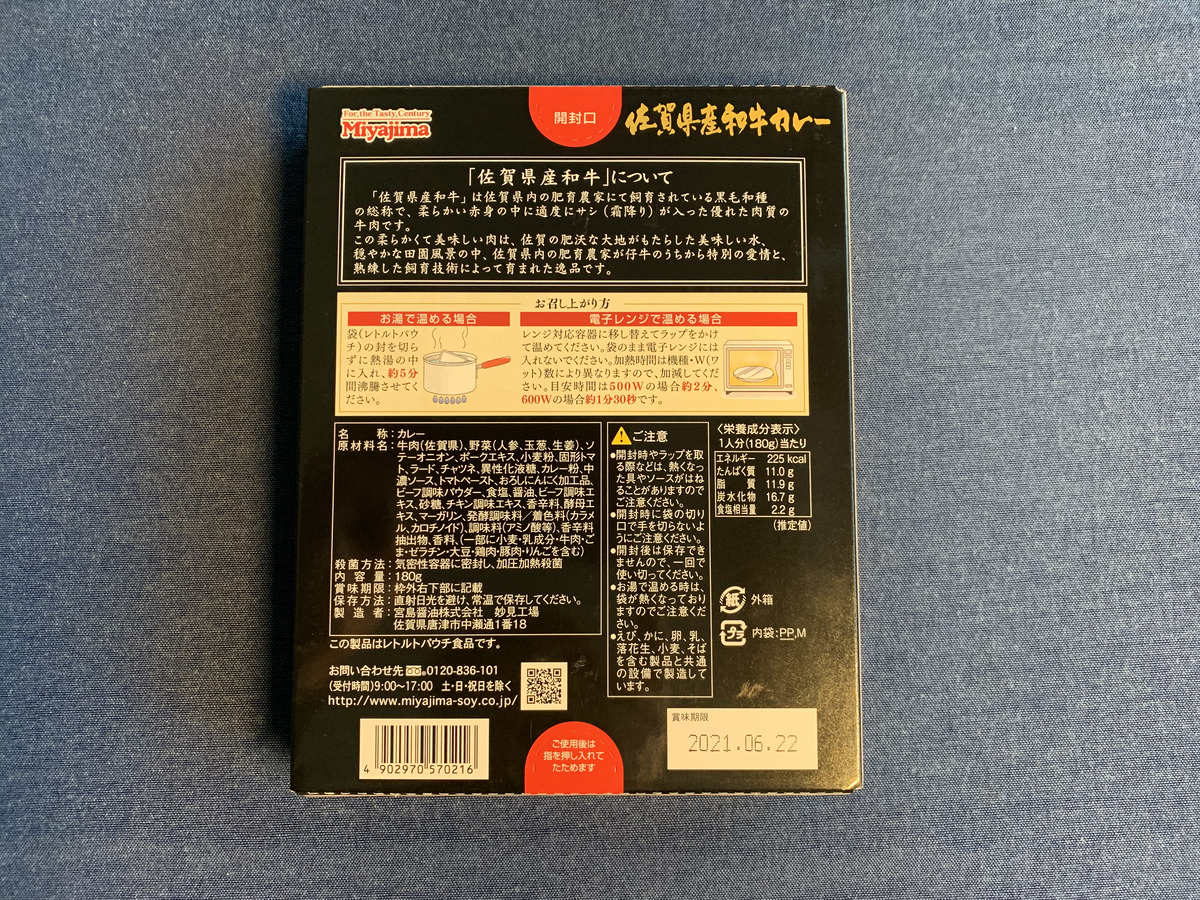 For the Tasty Century
Miyajima
開封口
佐賀県産和牛カレー
「佐賀県産和牛」について
「佐賀県産和牛」は佐賀県内の肥育農家にて飼育されている黒毛和種
の総称で、柔らかい赤身の中に適度にサシ（霜降り）が入った優れた肉質の
牛肉です。
この柔らかくて美味しい肉は、佐賀の肥沃な大地がもたらした美味しい水、
穏やかな田園風景の中、佐賀県内の肥育農家が仔牛のうちから特別の愛情と、
熟練した飼育技術によって育まれた逸品です。
お召し上がり方
お湯で温める場合
袋（レトルトパウ
チ）の封を切ら
ずに熱湯の中
に入れ、約5分
間沸騰させてく
ださい。
電子レンジで温める場合
レンジ対応容器に移し替えてラップをかけ
て温めてください。袋のまま電子レンジには
入れないでください。加熱時間は機種・W（ワ
ット）数により異なりますので、加減してくだ
さい。目安時間は500Wの場合約2分、
600Wの場合約1分30秒です。
名称：カレー
原材料名：牛肉（佐賀県）、野菜（人参、玉葱、生姜）、ソ
テーオニオン、ポークエキス、小麦粉、固形トマ
ト、ラード、チャツネ、異性化液糖、カレー粉、中
濃ソース、トマトペースト、おろしにんにく加工品、
ビーフ調味パウダー、食塩、醤油、ビーフ調味エ
キス、砂糖、チキン調味エキス、香辛料、酵母エ
キス、マーガリン、発酵調味料／着色料（カラメ
ル、カロチノイド）、調味料（アミノ酸等）、香辛料
抽出物、香料、（一部に小麦・乳成分・牛肉・ご
ま・ゼラチン・大豆・鶏肉・豚肉・りんごを含む）
殺菌方法：気密性容器に密封し、加圧加熱殺菌
内容量：180g
賞味期限：枠外右下部に記載
保存方法：直射日光を避け、常温で保存してください。
製造者：宮島醤油株式会社 妙見工場
佐賀県唐津市中瀬通1番18
この製品はレトルトパウチ食品です。
お問い合わせ先 0120-836-101
（受付時間）9:00〜17:00 土・日・祝日を除く
http://www.miyajima-soy.co.jp/
4 902970 570216
ご注意
●開封時やラップを取
る際などは、熱くなっ
た具やソースがはね
ることがありますので
ご注意ください。
●開封時に袋の切り
口で手を切らないよ
うにご注意ください。
●開封後は保存でき
ませんので、一回で
使い切ってください。
●お湯で温める時は、
袋が熱くなっており
ますのでご注意くだ
さい。
●えび、かに、卵、乳、
落花生、小麦、そば
を含む製品と共通
の設備で製造して
います。
〈栄養成分表示〉
1人分（180g）当たり
エネルギー 225 kcal
たんぱく質 11.0 g
脂質 11.9 g
炭水化物 16.7 g
食塩相当量 2.2 g
（推定値）
紙 外箱
プラ 内袋：PP,M
ご使用後は
指を押し入れて
たためます
賞味期限
2021.06.22